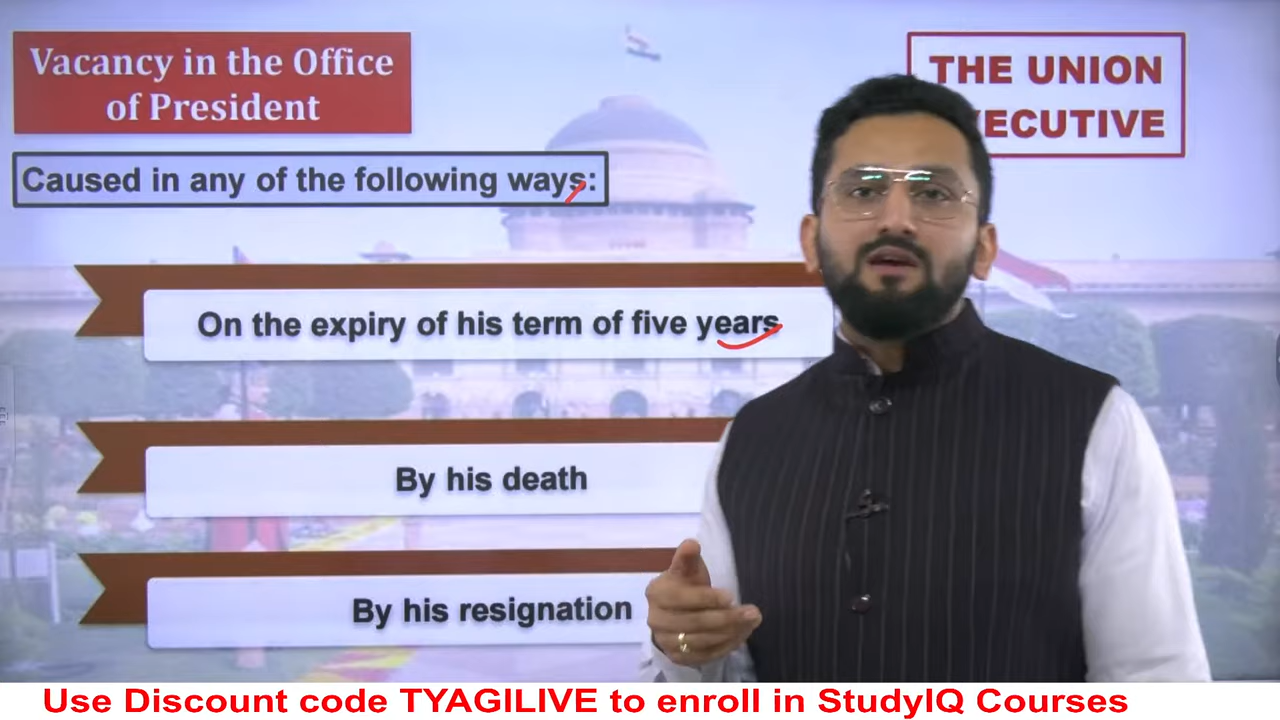 Vacancy in the Office
of President
THE UNION
ECUTIVE
Caused in any of the following ways:
On the expiry of his term of five years
By his death
By his resignation
Use Discount code TYAGILIVE to enroll in StudyIQ Courses